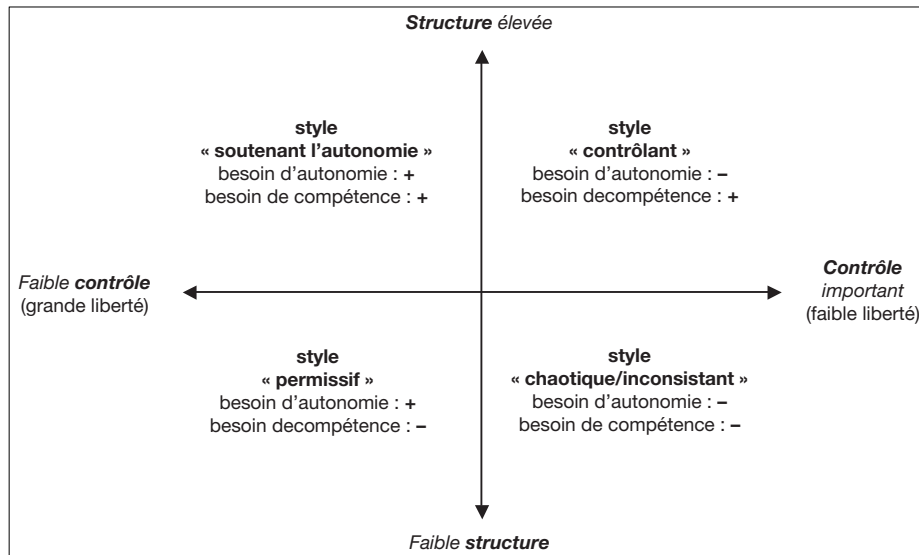 Structure élevée
style
« soutenant l’autonomie »
besoin d’autonomie : +
besoin de compétence : +
style
« contrôlant »
besoin d’autonomie : –
besoin decompétence : +
Faible contrôle
(grande liberté)
Contrôle
important
(faible liberté)
style
« permissif »
besoin d’autonomie : +
besoin decompétence : –
style
« chaotique/inconsistant »
besoin d’autonomie : –
besoin de compétence : –
Faible structure